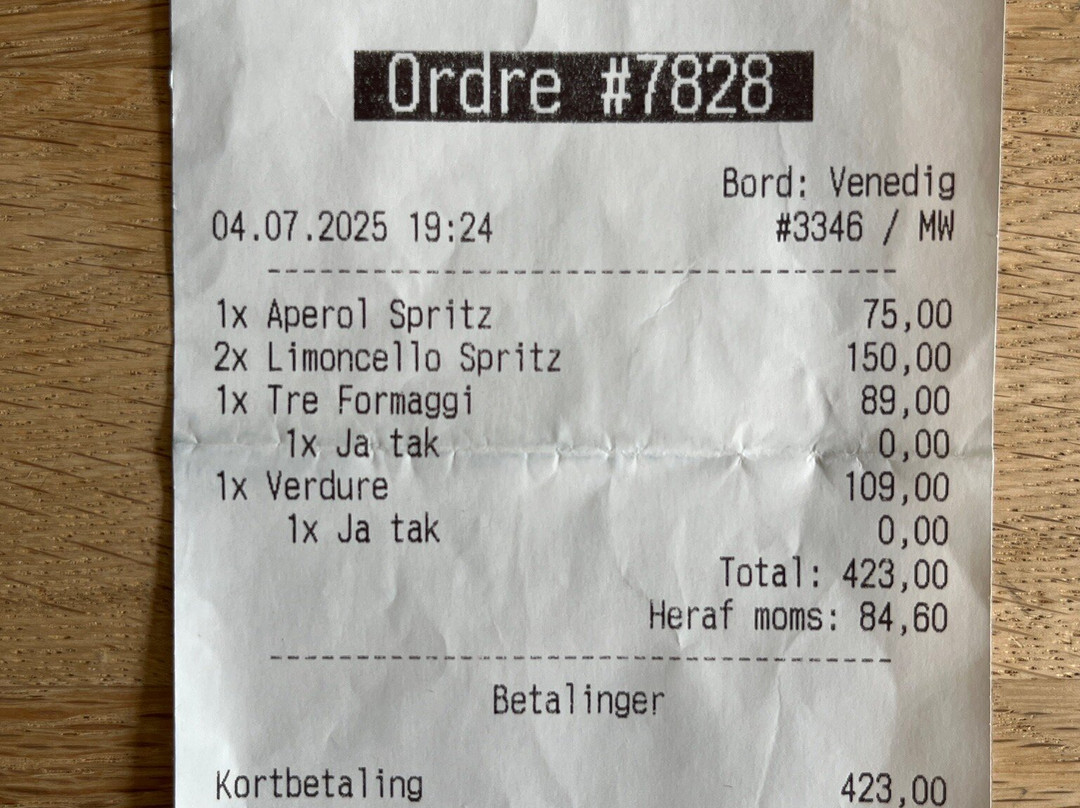 Ordre #7828
Bord: Venedig
04.07.2025 19:24 #3346 / MW
1x Aperol Spritz 75,00
2x Limoncello Spritz 150,00
1x Tre Formaggi 89,00
1x Ja tak 0,00
1x Verdure 109,00
1x Ja tak 0,00
Total: 423,00
Heraf moms: 84,60
Betalinger
Kortbetaling 423,00